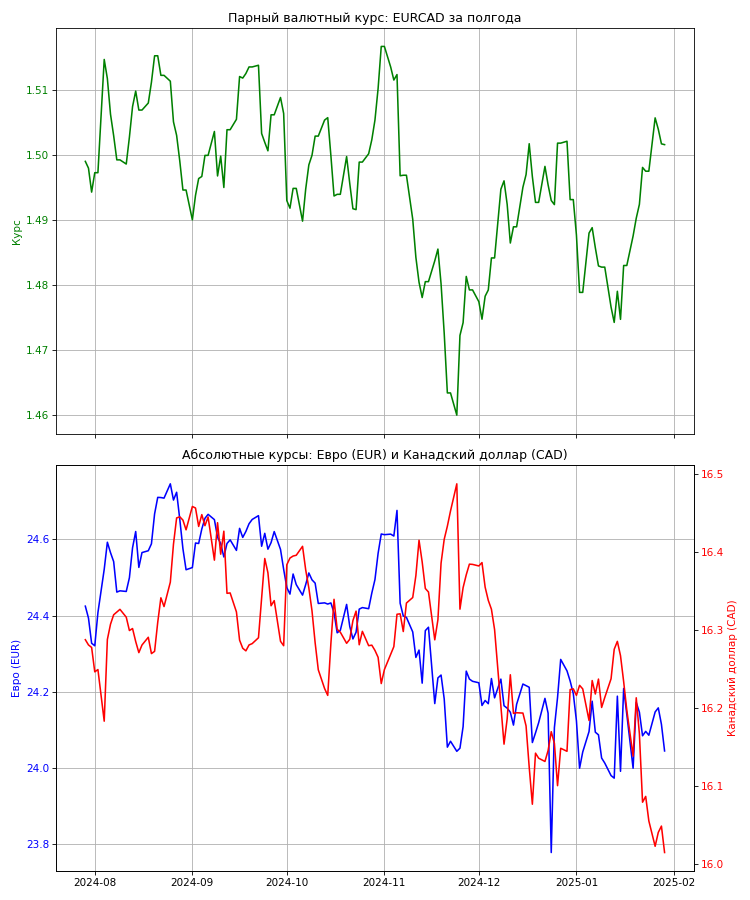 Парный валютный курс: EURCAD за полгода
1.51
1.50
1.49
1.48
1.47
1.46
Курс
Абсолютные курсы: Евро (EUR) и Канадский доллар (CAD)
24.6
24.4
24.2
24.0
23.8
Евро (EUR)
16.5
16.4
16.3
16.2
16.1
16.0
Канадский доллар (CAD)
2024-08 2024-09 2024-10 2024-11 2024-12 2025-01 2025-02